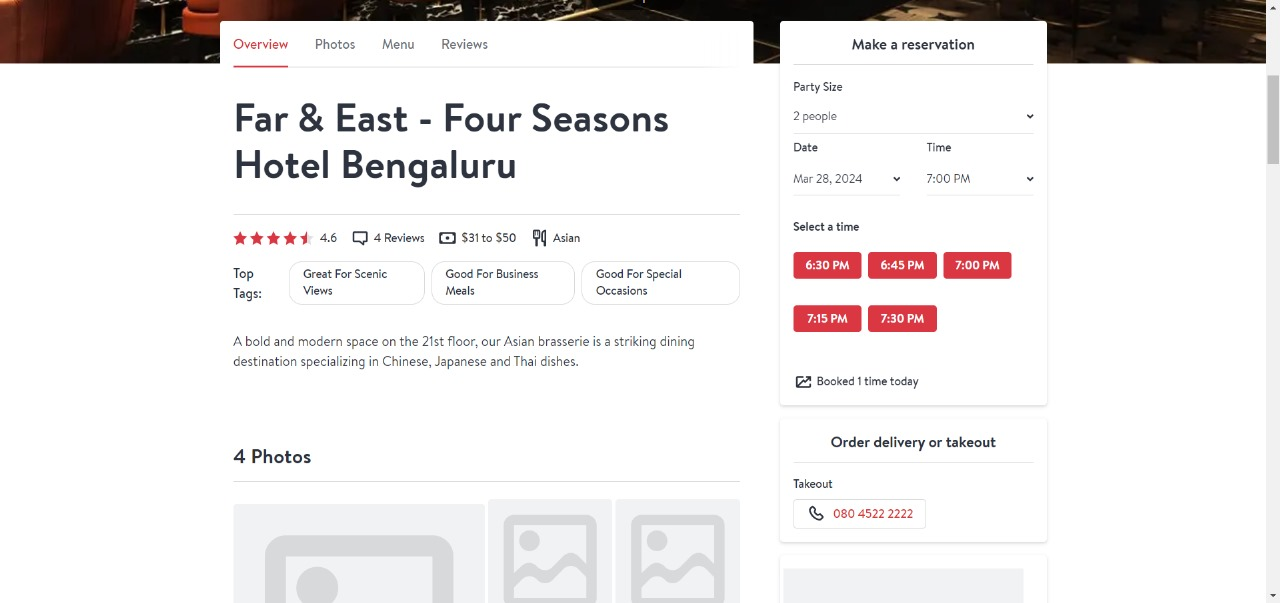 Overview
Photos
Menu
Reviews
Far & East - Four Seasons
Hotel Bengaluru
4.6
4 Reviews
$31 to $50
Asian
Top
Tags:
Great For Scenic
Views
Good For Business
Meals
Good For Special
Occasions
A bold and modern space on the 21st floor, our Asian brasserie is a striking dining
destination specializing in Chinese, Japanese and Thai dishes.
4 Photos
Make a reservation
Party Size
2 people
Date
Time
Mar 28, 2024
7:00 PM
Select a time
6:30 PM
6:45 PM
7:00 PM
7:15 PM
7:30 PM
Booked 1 time today
Order delivery or takeout
Takeout
080 4522 2222